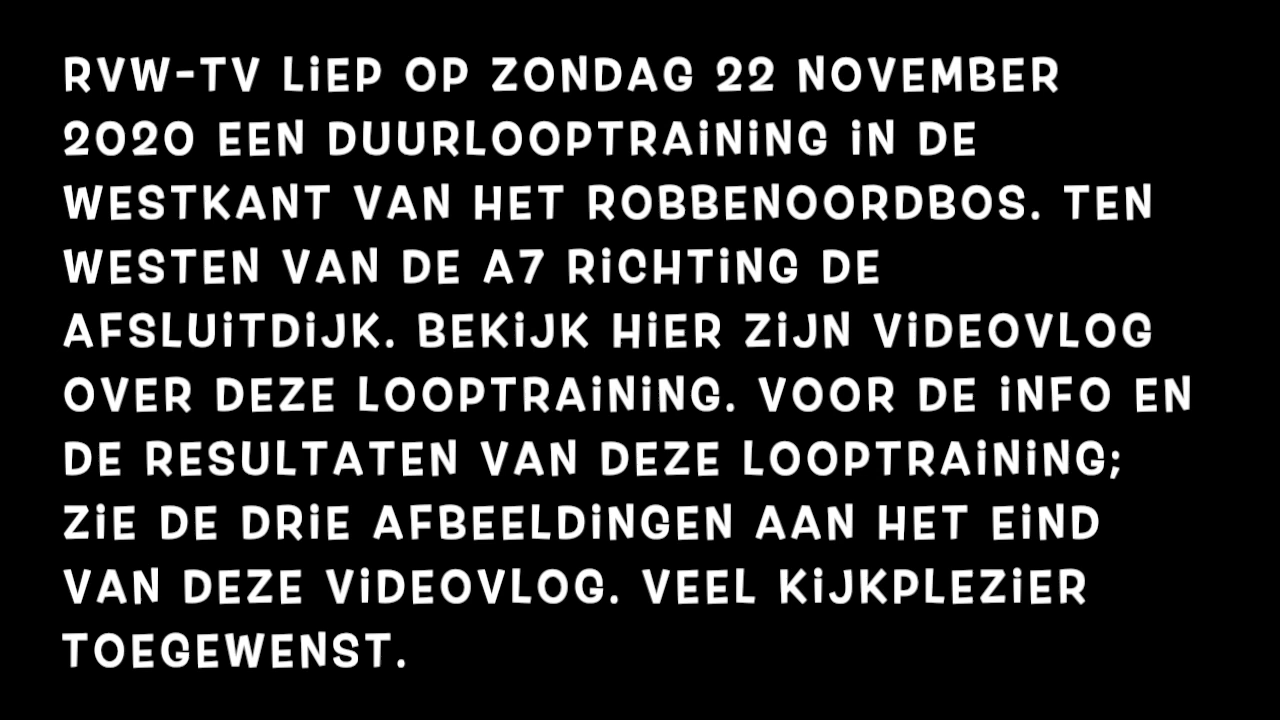 RVW-TV LiEP OP ZONDAG 22 NOVEMBER
2020 EEN DUURLOOPTRAiNiNG iN DE
WESTKANT VAN HET ROBBENOORDBOS. TEN
WESTEN VAN DE A7 RiCHTiNG DE
AFSLUiTDiJK. BEKiJK HiER ZiJN ViDEOVLOG
OVER DEZE LOOPTRAiNiNG. VOOR DE iNFO EN
DE RESULTATEN VAN DEZE LOOPTRAiNiNG;
ZiE DE DRiE AFBEELDiNGEN AAN HET EiND
VAN DEZE ViDEOVLOG. VEEL KiJKPLEZiER
TOEGEWENST.